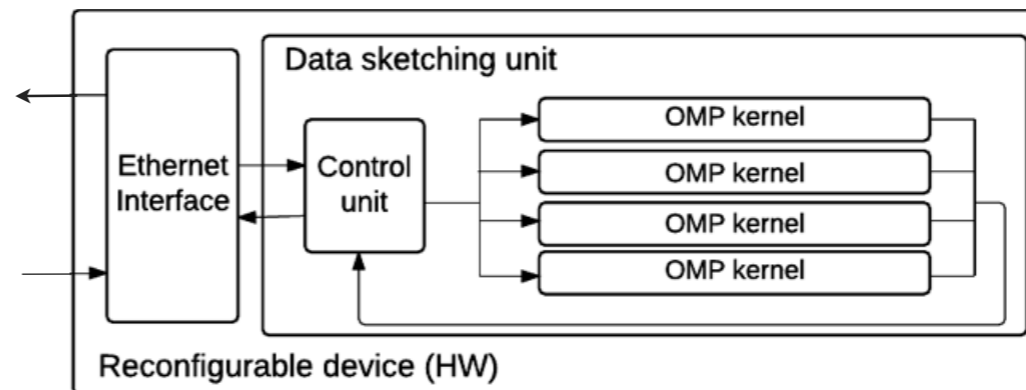 Data sketching unit
Ethernet
Interface
Control
unit
OMP kernel
OMP kernel
OMP kernel
OMP kernel
Reconfigurable device (HW)